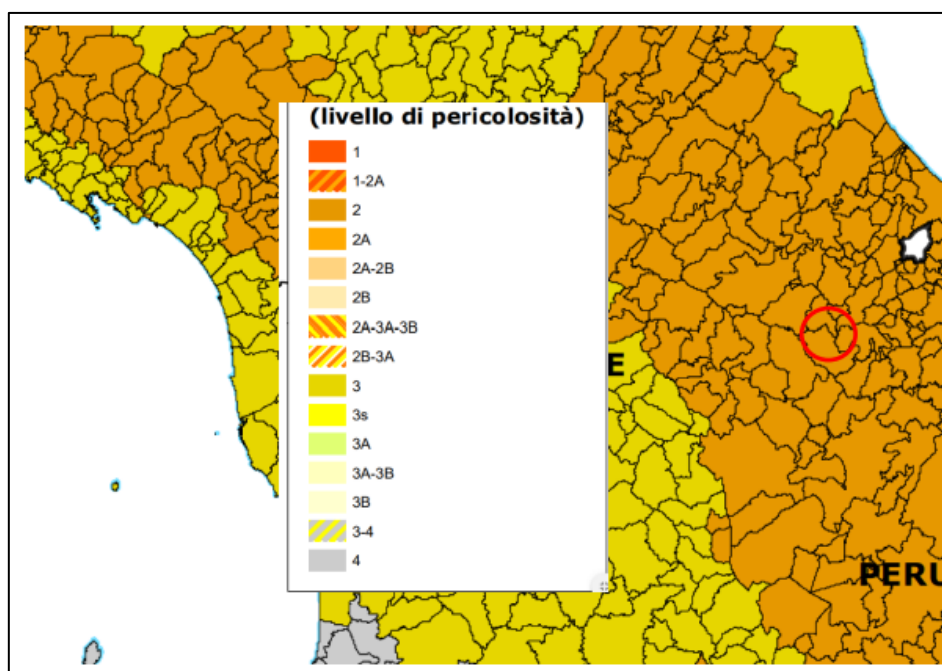 (livello di pericolosità)
1
1-2A
2
2A
2A-2B
2B
2A-3A-3B
2B-3A
3
3s
3A
3A-3B
3B
3-4
4
E
PERU